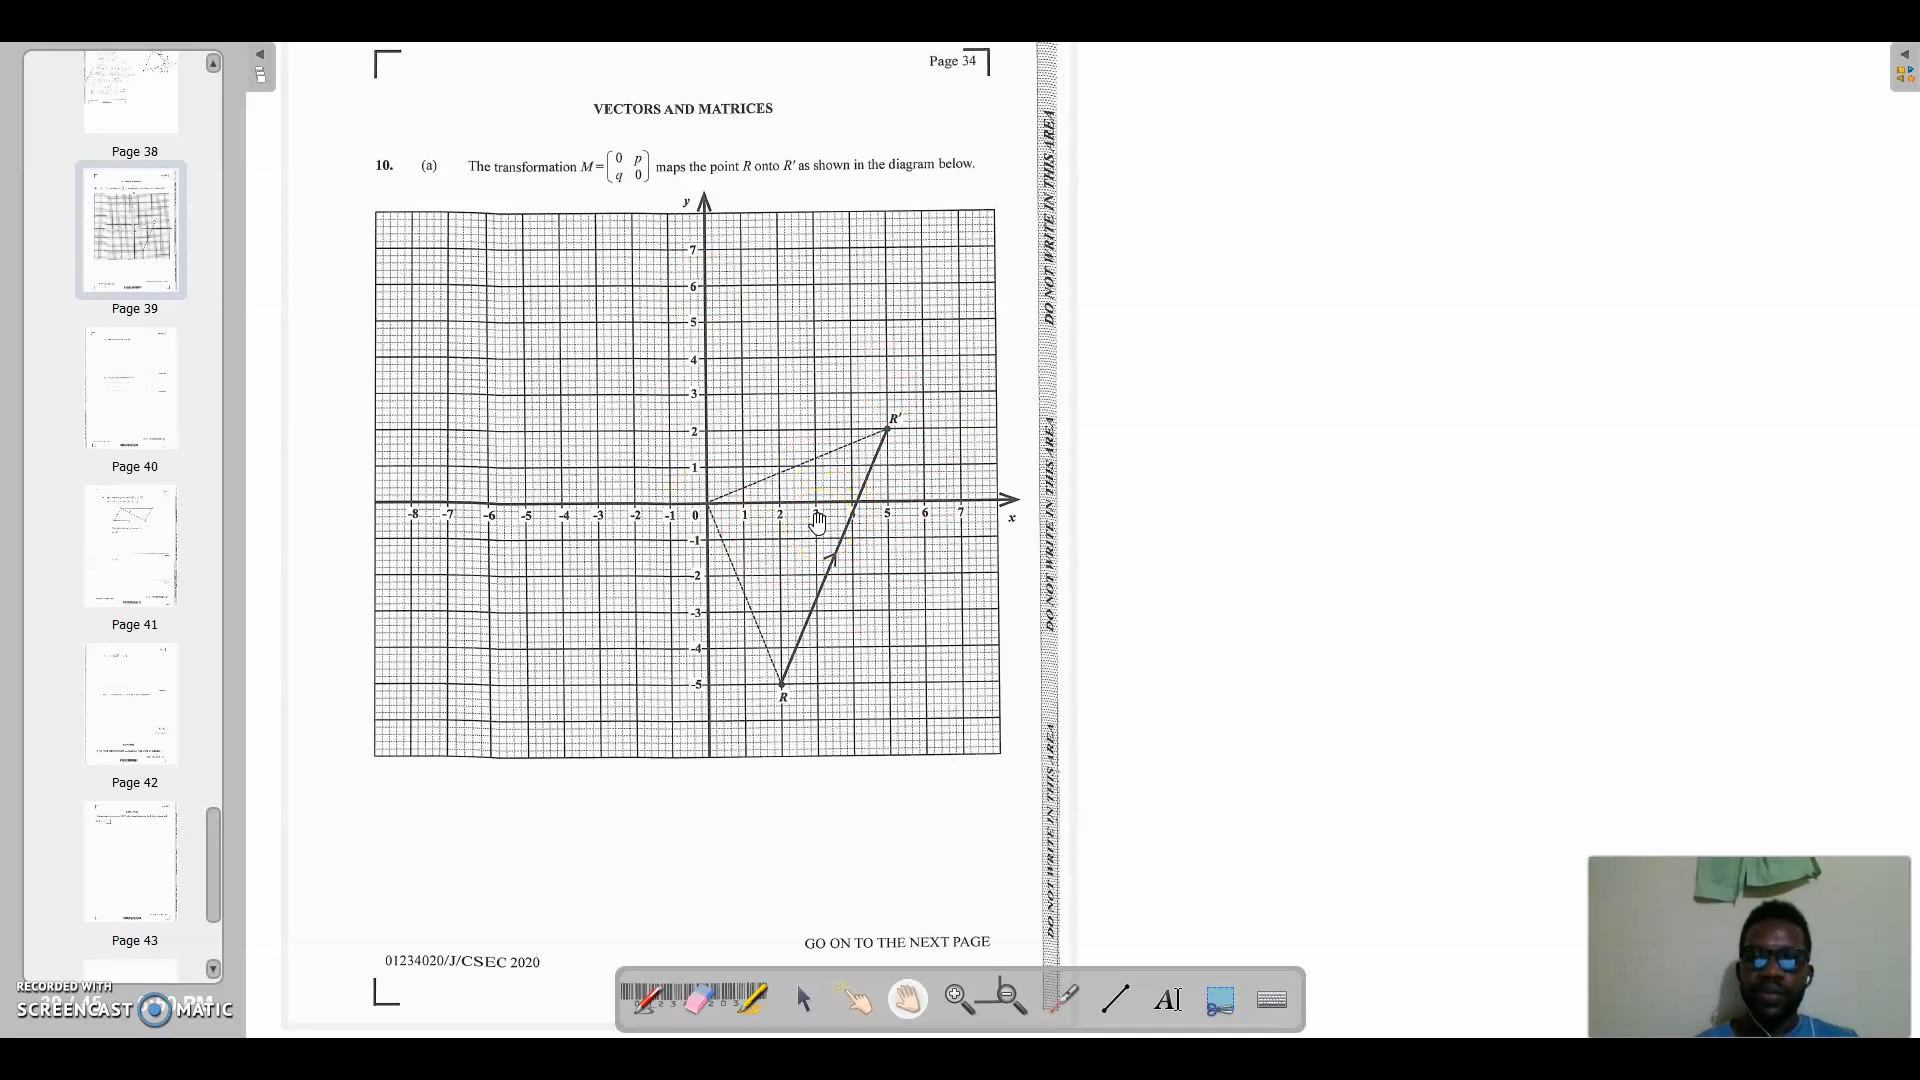 Page 38
Page 39
Page 40
Page 41
Page 42
Page 43
RECORDED WITH
SCREENCAST MATIC
Page 34
VECTORS AND MATRICES
10. (a) The transformation M = ( 0 p
q 0 ) maps the point R onto R' as shown in the diagram below.
y
7
6
5
4
3
2
1
R'
-8 -7 -6 -5 -4 -3 -2 -1 0 1 2 3 5 6 7
x
-1
-2
-3
-4
-5
R
GO ON TO THE NEXT PAGE
01234020/J/CSEC 2020
DO NOT WRITE IN THIS AREA
DO NOT WRITE IN THIS AREA
DO NOT WRITE IN THIS AREA
AI